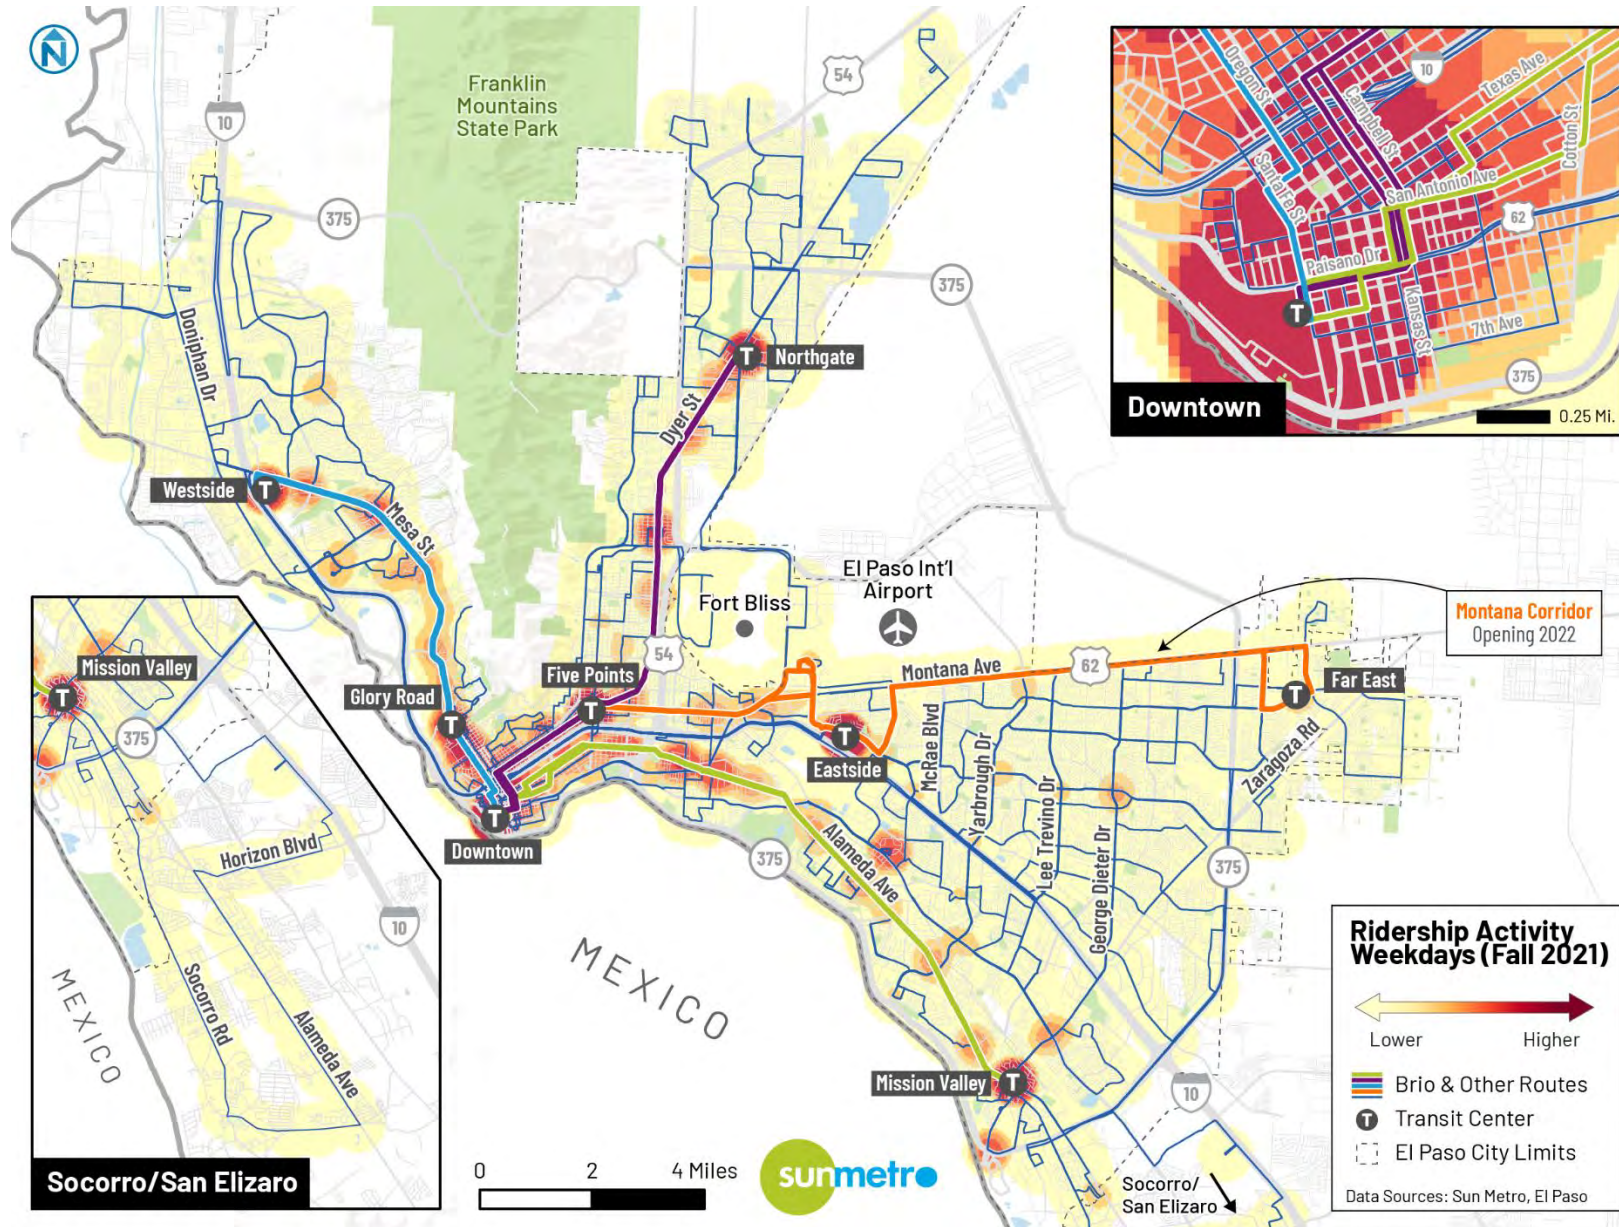 N
Franklin
Mountains
State Park
54
10
375
375
Doniphan Dr
Northgate
Dyer St
Westside
Mesa St
El Paso Int'l
Airport
Fort Bliss
54
Five Points
Glory Road
Montana Ave
62
Montana Corridor
Opening 2022
Far East
Eastside
McRae Blvd
Yarbrough Dr
Lee Trevino Dr
George Dieter Dr
Zaragoza Rd
Downtown
375
Alameda Ave
375
MEXICO
Mission Valley
10
Socorro/
San Elizaro
Oregon St
10
Texas Ave
Campbell St
Cotton St
Santa Fe St
San Antonio Ave
62
Paisano Dr
Kansas St
7th Ave
375
T
Downtown
0.25 Mi.
Mission Valley
T
375
Horizon Blvd
10
Socorro Rd
Alameda Ave
MEXICO
Socorro/San Elizaro
0 2 4 Miles
sunmetro
Ridership Activity
Weekdays (Fall 2021)
Lower Higher
Brio & Other Routes
T Transit Center
El Paso City Limits
Data Sources: Sun Metro, El Paso
T
T
T
T
T
T
T
T